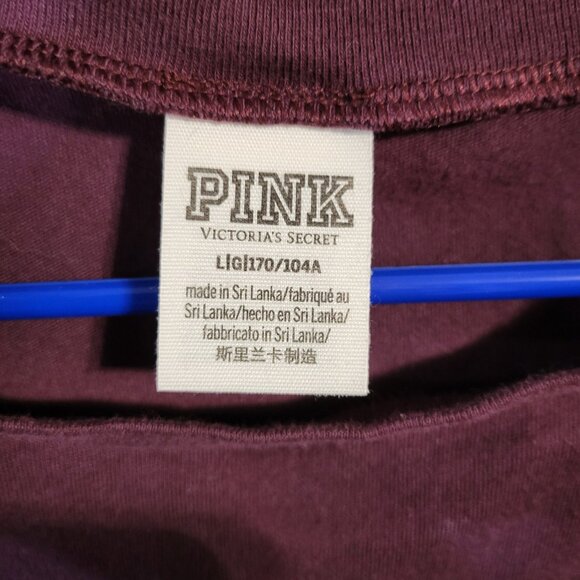 PINK
VICTORIA'S SECRET
L|G|170/104A
made in Sri Lanka/fabriqué au
Sri Lanka/hecho en Sri Lanka/
fabbricato in Sri Lanka/
斯里兰卡制造